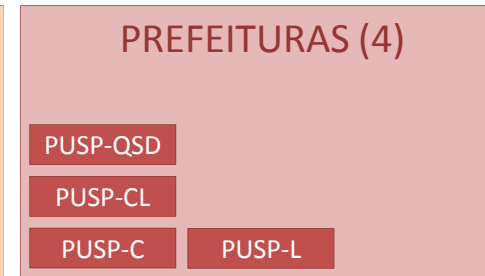 PREFEITURAS (4)
PUSP-QSD
PUSP-CL
PUSP-C PUSP-L